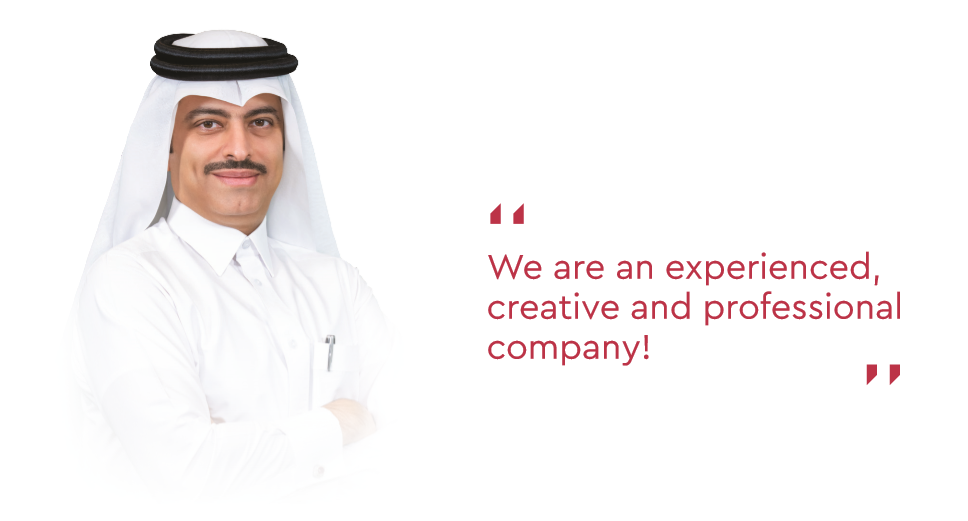 "
We are an experienced,
creative and professional
company!
"